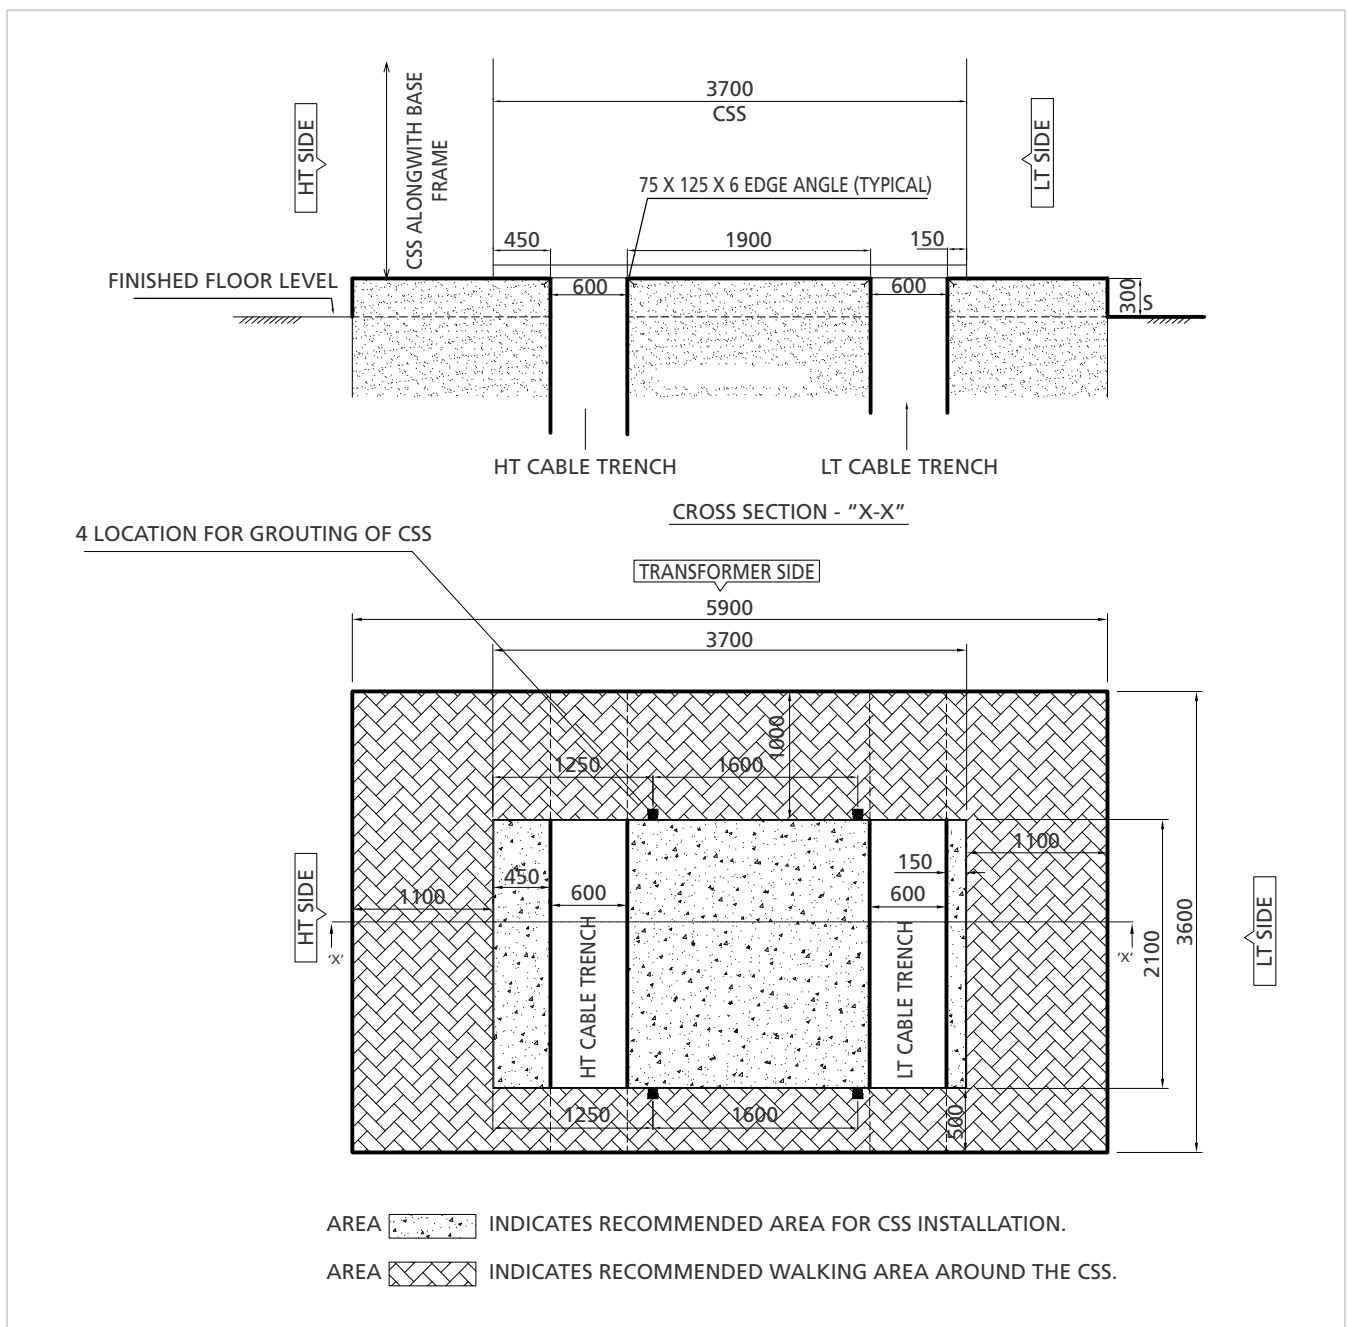 3700
CSS
HT SIDE
CSS ALONGWITH BASE
FRAME
LT SIDE
75 X 125 X 6 EDGE ANGLE (TYPICAL)
450
1900
150
FINISHED FLOOR LEVEL
600
600
300
S
HT CABLE TRENCH
LT CABLE TRENCH
CROSS SECTION - “X-X”
4 LOCATION FOR GROUTING OF CSS
TRANSFORMER SIDE
5900
3700
1000
1250
1600
1100
150
450
600
600
1100
HT SIDE
'X'
HT CABLE TRENCH
LT CABLE TRENCH
'X'
2100
3600
LT SIDE
1250
1600
500
AREA INDICATES RECOMMENDED AREA FOR CSS INSTALLATION.
AREA INDICATES RECOMMENDED WALKING AREA AROUND THE CSS.